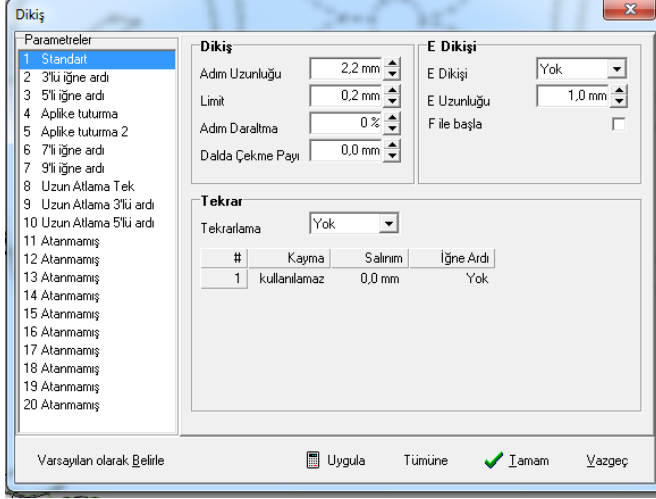 Dikiş
Parametreler
1 Standart
2 3'lü iğne ardı
3 5'li iğne ardı
4 Aplike tuturma
5 Aplike tuturma 2
6 7'li iğne ardı
7 9'li iğne ardı
8 Uzun Atlama Tek
9 Uzun Atlama 3'lü ardı
10 Uzun Atlama 5'lü ardı
11 Atanmamış
12 Atanmamış
13 Atanmamış
14 Atanmamış
15 Atanmamış
16 Atanmamış
17 Atanmamış
18 Atanmamış
19 Atanmamış
20 Atanmamış
Dikiş
Adım Uzunluğu 2,2 mm
Limit 0,2 mm
Adım Daraltma 0 %
Dalda Çekme Payı 0,0 mm
E Dikişi
E Dikişi Yok
E Uzunluğu 1,0 mm
F ile başla
Tekrar
Tekrarlama Yok
# Kayma Salınım İğne Ardı
1 kullanılamaz 0,0 mm Yok
Varsayılan olarak Belirle Uygula Tümüne Tamam Vazgeç